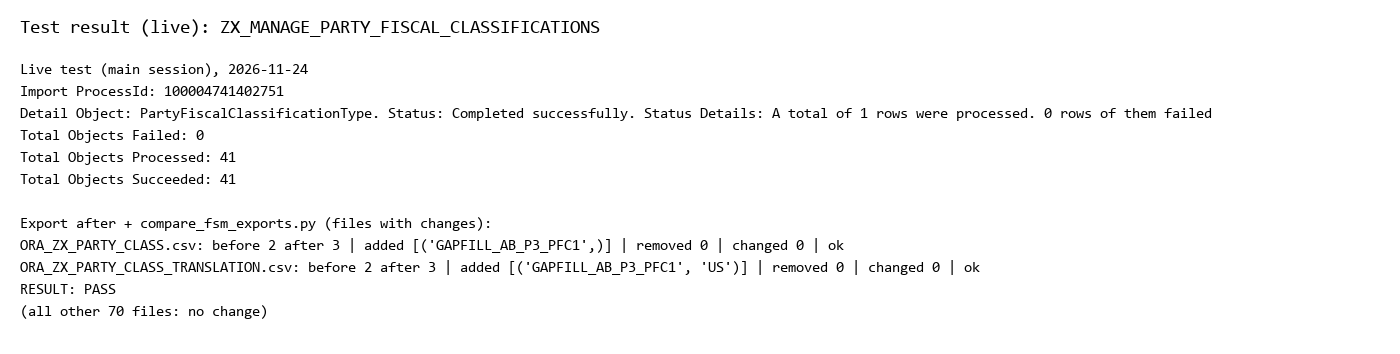 Test result (live): ZX_MANAGE_PARTY_FISCAL_CLASSIFICATIONS
Live test (main session), 2026-11-24
Import ProcessId: 100004741402751
Detail Object: PartyFiscalClassificationType. Status: Completed successfully. Status Details: A total of 1 rows were processed. 0 rows of them failed
Total Objects Failed: 0
Total Objects Processed: 41
Total Objects Succeeded: 41
Export after + compare_fsm_exports.py (files with changes):
ORA_ZX_PARTY_CLASS.csv: before 2 after 3 | added [('GAPFILL_AB_P3_PFC1',)] | removed 0 | changed 0 | ok
ORA_ZX_PARTY_CLASS_TRANSLATION.csv: before 2 after 3 | added [('GAPFILL_AB_P3_PFC1', 'US')] | removed 0 | changed 0 | ok
RESULT: PASS
(all other 70 files: no change)